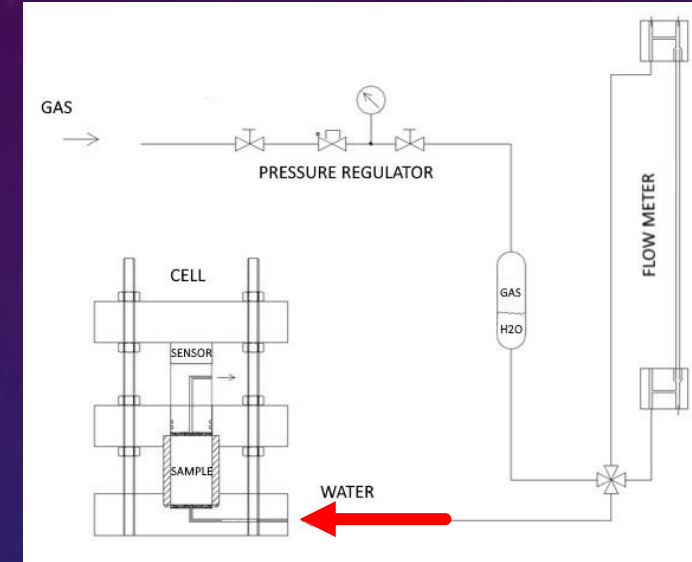 GAS
PRESSURE REGULATOR
FLOW METER
CELL
GAS
H2O
SENSOR
SAMPLE
WATER